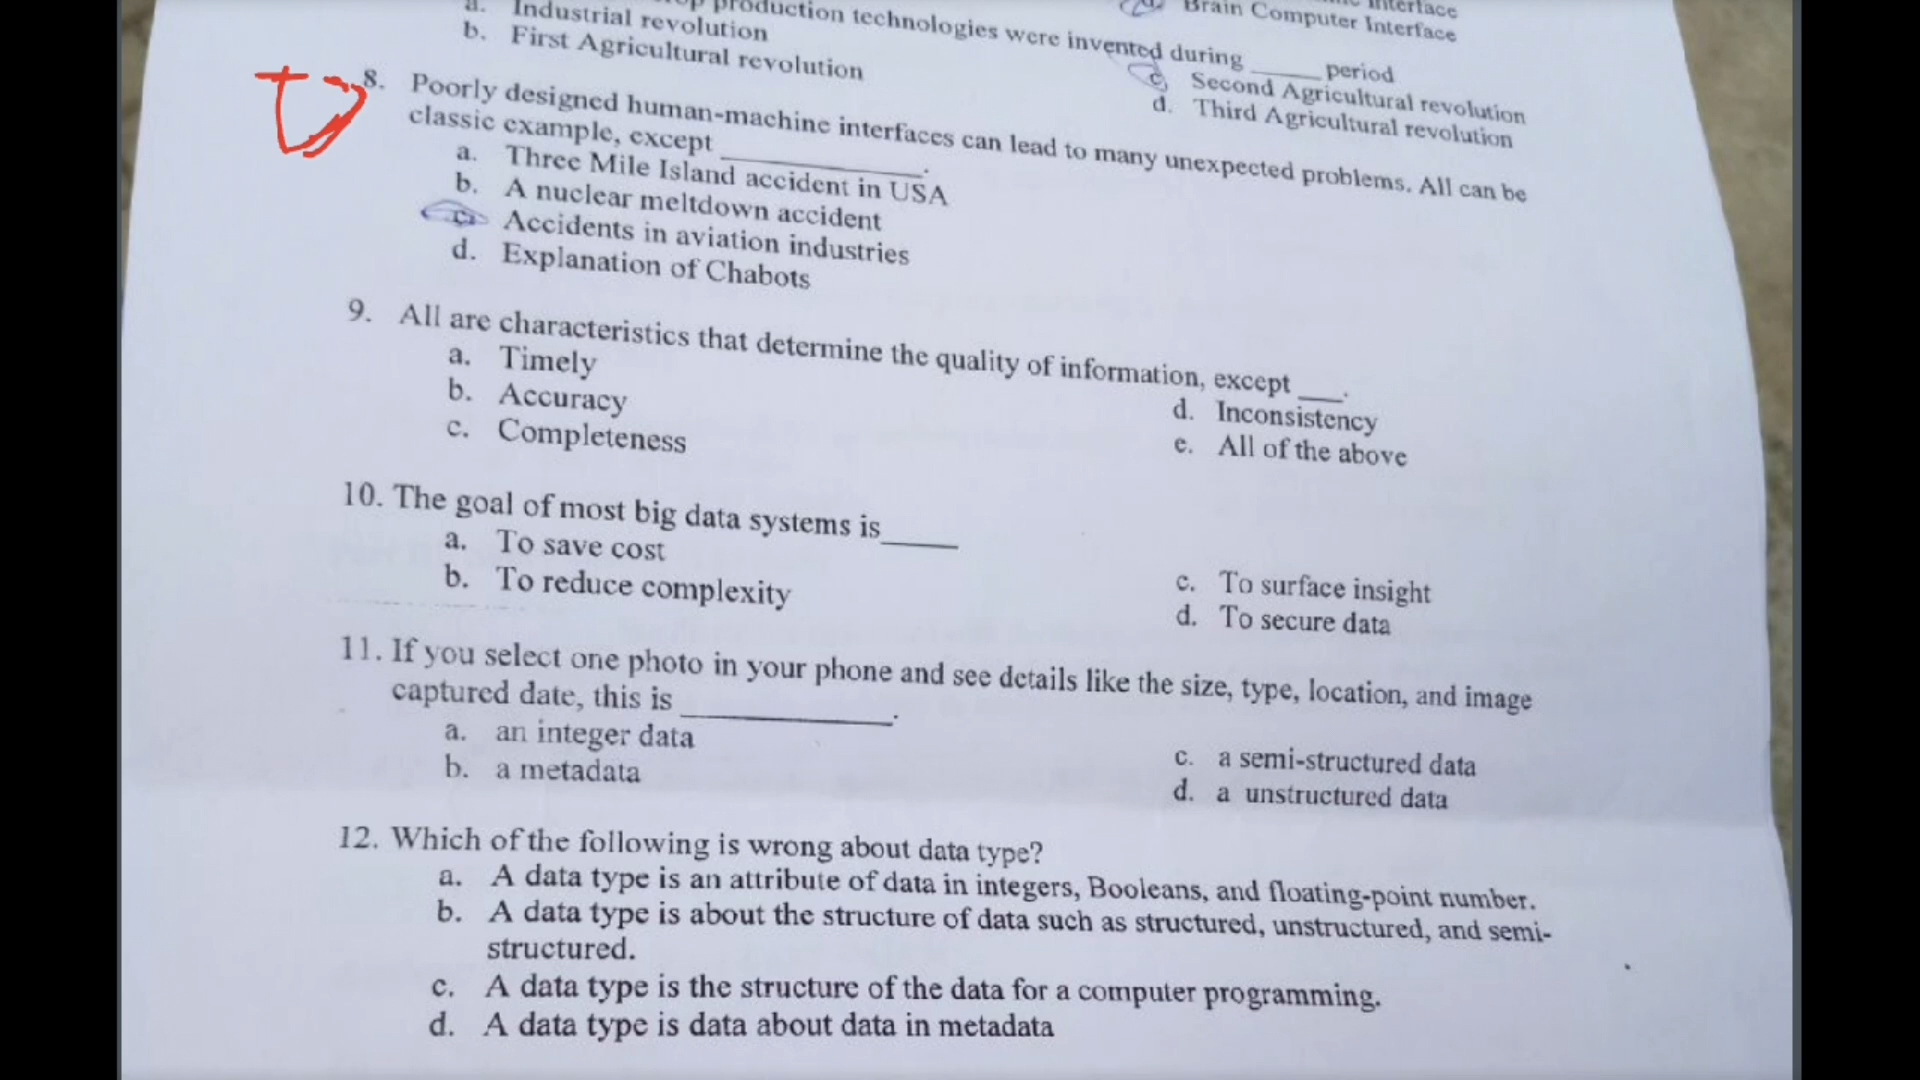 production technologies were invented during _____ period
Interface
Brain Computer Interface
a. Industrial revolution
b. First Agricultural revolution
c. Second Agricultural revolution
d. Third Agricultural revolution
8. Poorly designed human-machine interfaces can lead to many unexpected problems. All can be
classic example, except ______________.
a. Three Mile Island accident in USA
b. A nuclear meltdown accident
c. Accidents in aviation industries
d. Explanation of Chabots
9. All are characteristics that determine the quality of information, except ___.
a. Timely
b. Accuracy
c. Completeness
d. Inconsistency
e. All of the above
10. The goal of most big data systems is_____
a. To save cost
b. To reduce complexity
c. To surface insight
d. To secure data
11. If you select one photo in your phone and see details like the size, type, location, and image
captured date, this is ______________.
a. an integer data
b. a metadata
c. a semi-structured data
d. a unstructured data
12. Which of the following is wrong about data type?
a. A data type is an attribute of data in integers, Booleans, and floating-point number.
b. A data type is about the structure of data such as structured, unstructured, and semi-
structured.
c. A data type is the structure of the data for a computer programming.
d. A data type is data about data in metadata